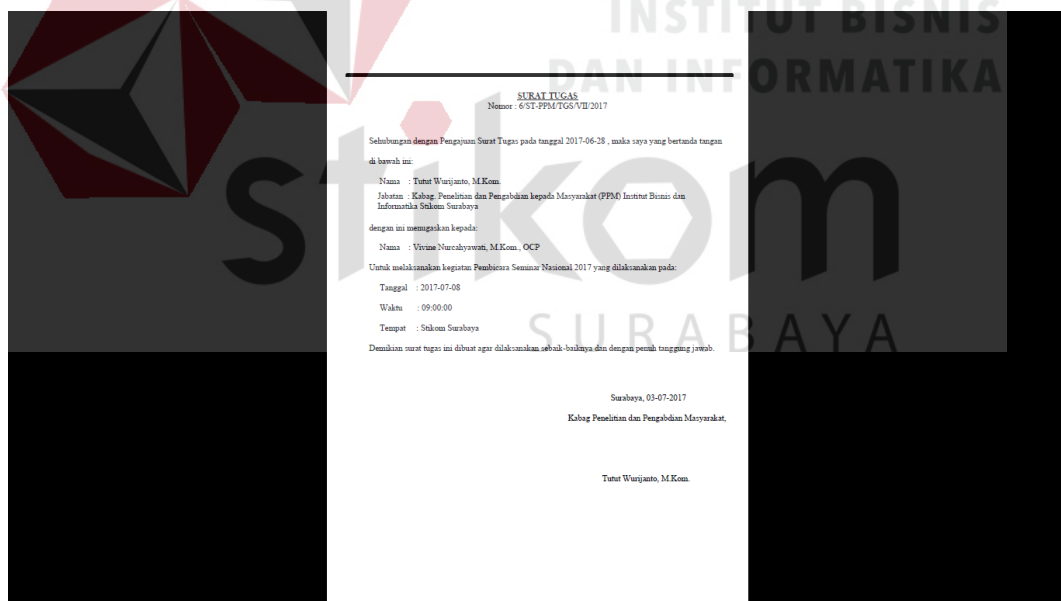 INSTITUT BISNIS
DAN INFORMATIKA
stikom
SURABAYA
SURAT TUGAS
Nomor : 6/ST-PPM/TGS/VII/2017
Sehubungan dengan Pengajuan Surat Tugas pada tanggal 2017-06-28 , maka saya yang bertanda tangan
di bawah ini:
Nama : Tutut Wurijanto, M.Kom.
Jabatan : Kabag. Penelitian dan Pengabdian kepada Masyarakat (PPM) Institut Bisnis dan
Informatika Stikom Surabaya
dengan ini menugaskan kepada:
Nama : Vivine Nurcahyawati, M.Kom., OCP
Untuk melaksanakan kegiatan Pembicara Seminar Nasional 2017 yang dilaksanakan pada:
Tanggal : 2017-07-08
Waktu : 09:00:00
Tempat : Stikom Surabaya
Demikian surat tugas ini dibuat agar dilaksanakan sebaik-baiknya dan dengan penuh tanggung jawab.
Surabaya, 03-07-2017
Kabag Penelitian dan Pengabdian Masyarakat,
Tutut Wurijanto, M.Kom.